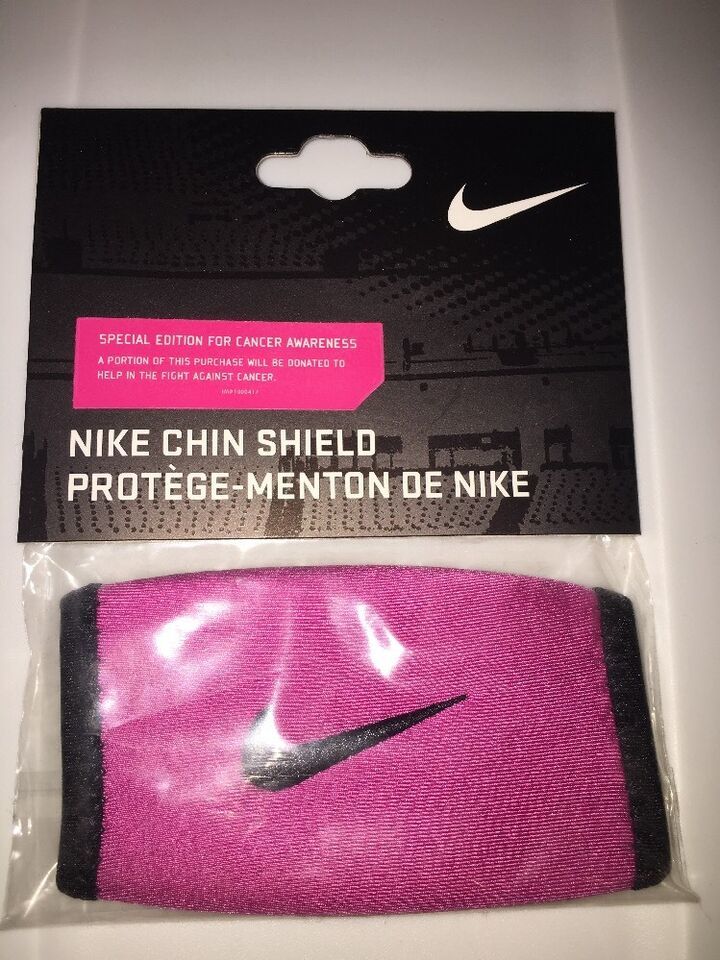 SPECIAL EDITION FOR CANCER AWARENESS
A PORTION OF THIS PURCHASE WILL BE DONATED TO
HELP IN THE FIGHT AGAINST CANCER.
NIKE CHIN SHIELD
PROTÈGE-MENTON DE NIKE